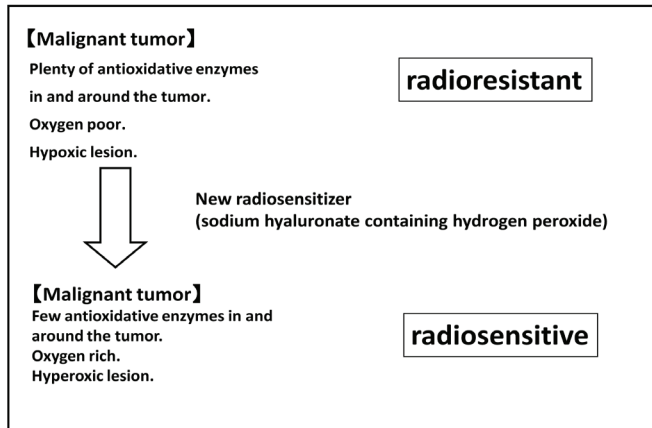 【Malignant tumor】
Plenty of antioxidative enzymes
in and around the tumor.
Oxygen poor.
Hypoxic lesion.
radioresistant
New radiosensitizer
(sodium hyaluronate containing hydrogen peroxide)
【Malignant tumor】
Few antioxidative enzymes in and
around the tumor.
Oxygen rich.
Hyperoxic lesion.
radiosensitive